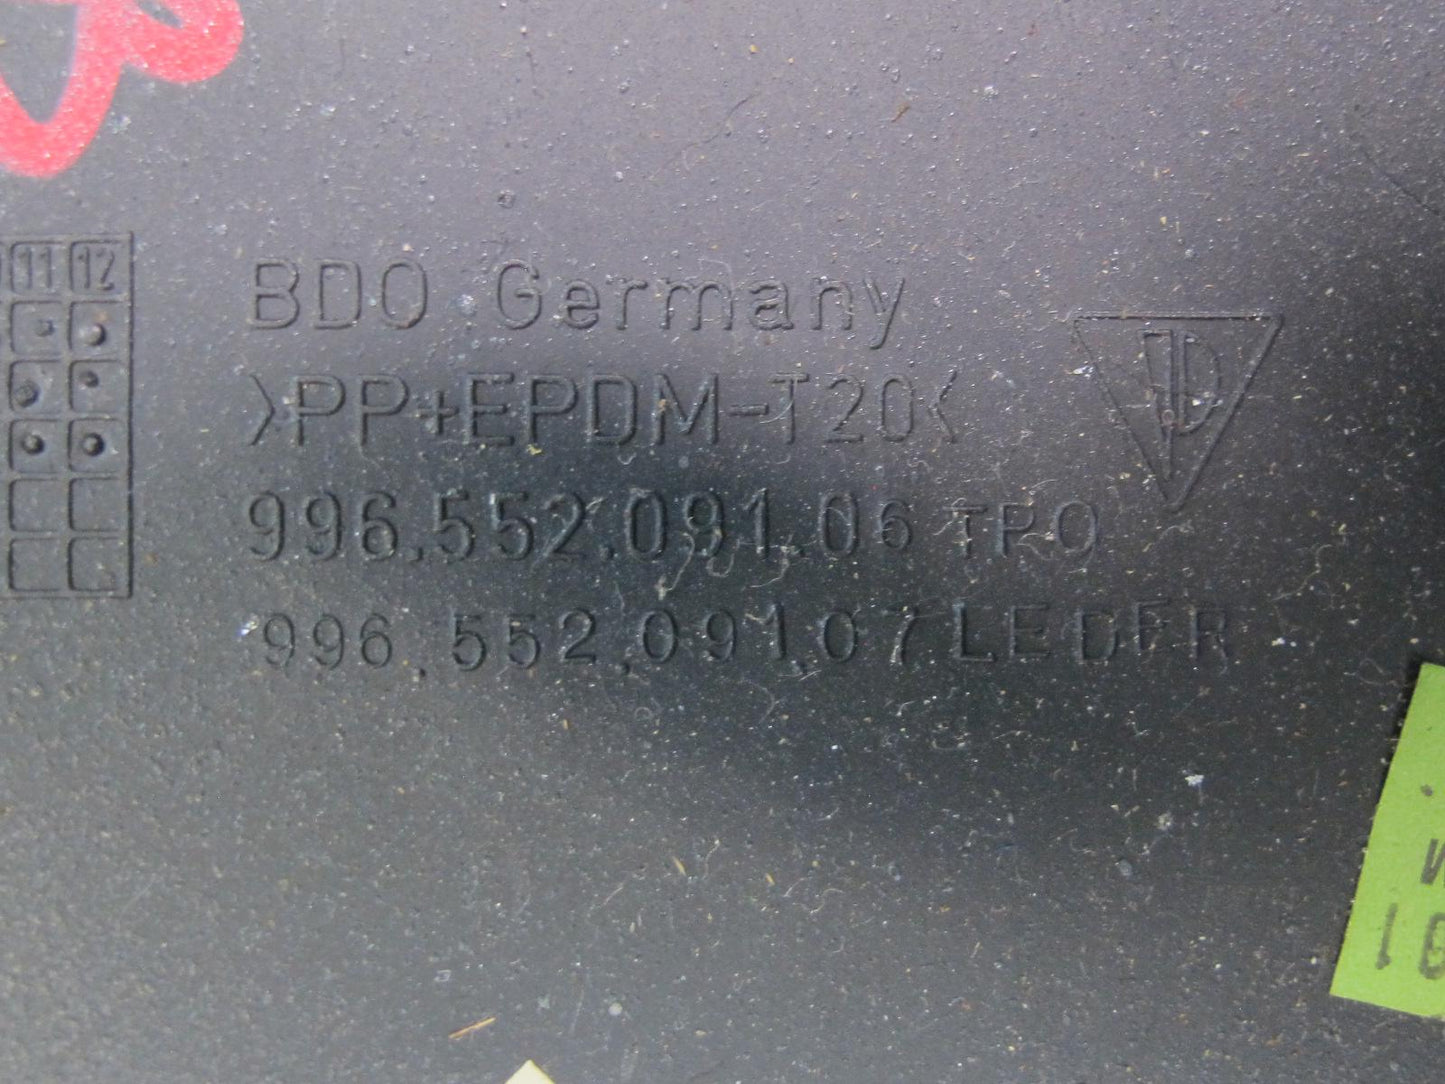 11 12
BDO Germany
>PP+EPDM-T20<
996.552.091.06 TPO
996.552.091.07 LEDER